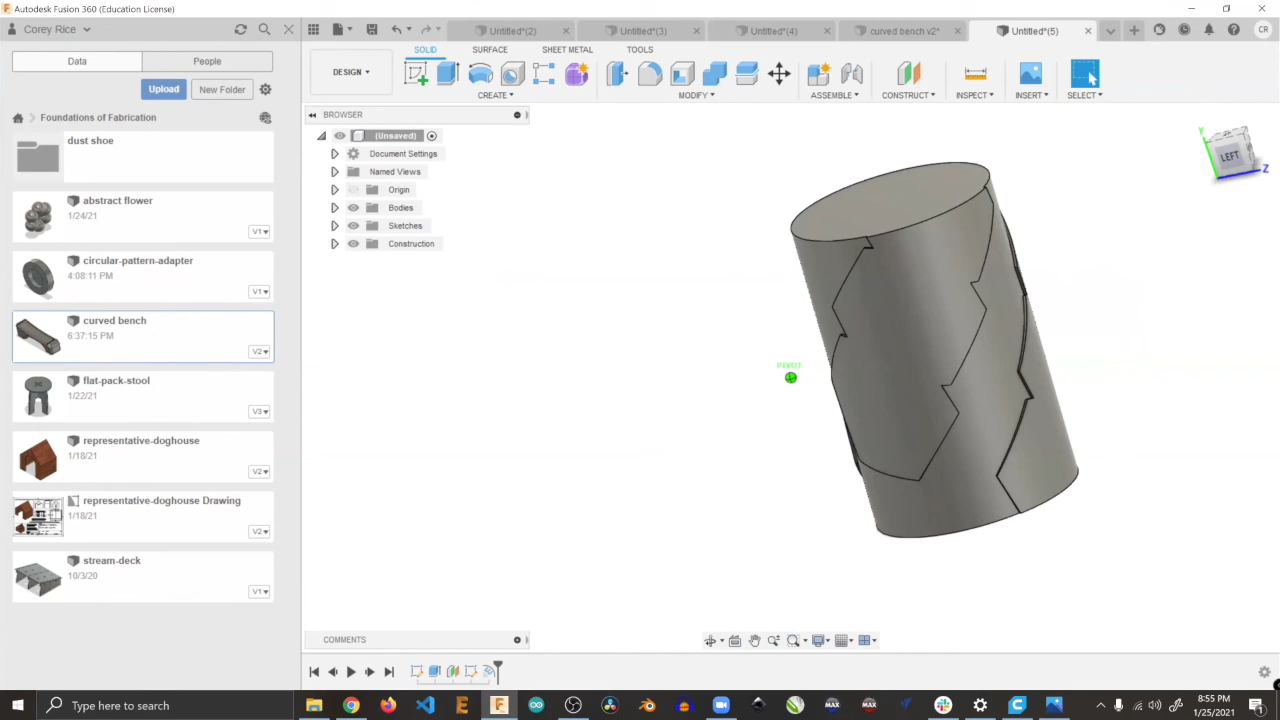 Autodesk Fusion 360 (Education License)
Corey Rice
Untitled*(2)
Untitled*(3)
Untitled*(4)
curved bench v2*
Untitled*(5)
CR
Data
People
Upload
New Folder
Foundations of Fabrication
dust shoe
abstract flower
1/24/21
V1
circular-pattern-adapter
4:08:11 PM
V1
curved bench
6:37:15 PM
V2
flat-pack-stool
1/22/21
V3
representative-doghouse
1/18/21
V2
representative-doghouse Drawing
1/18/21
V2
stream-deck
10/3/20
V1
DESIGN
SOLID
SURFACE
SHEET METAL
TOOLS
CREATE
MODIFY
ASSEMBLE
CONSTRUCT
INSPECT
INSERT
SELECT
BROWSER
(Unsaved)
Document Settings
Named Views
Origin
Bodies
Sketches
Construction
Y
LEFT
Z
PIVOT
COMMENTS
Type here to search
MAX
MAX
8:55 PM
1/25/2021